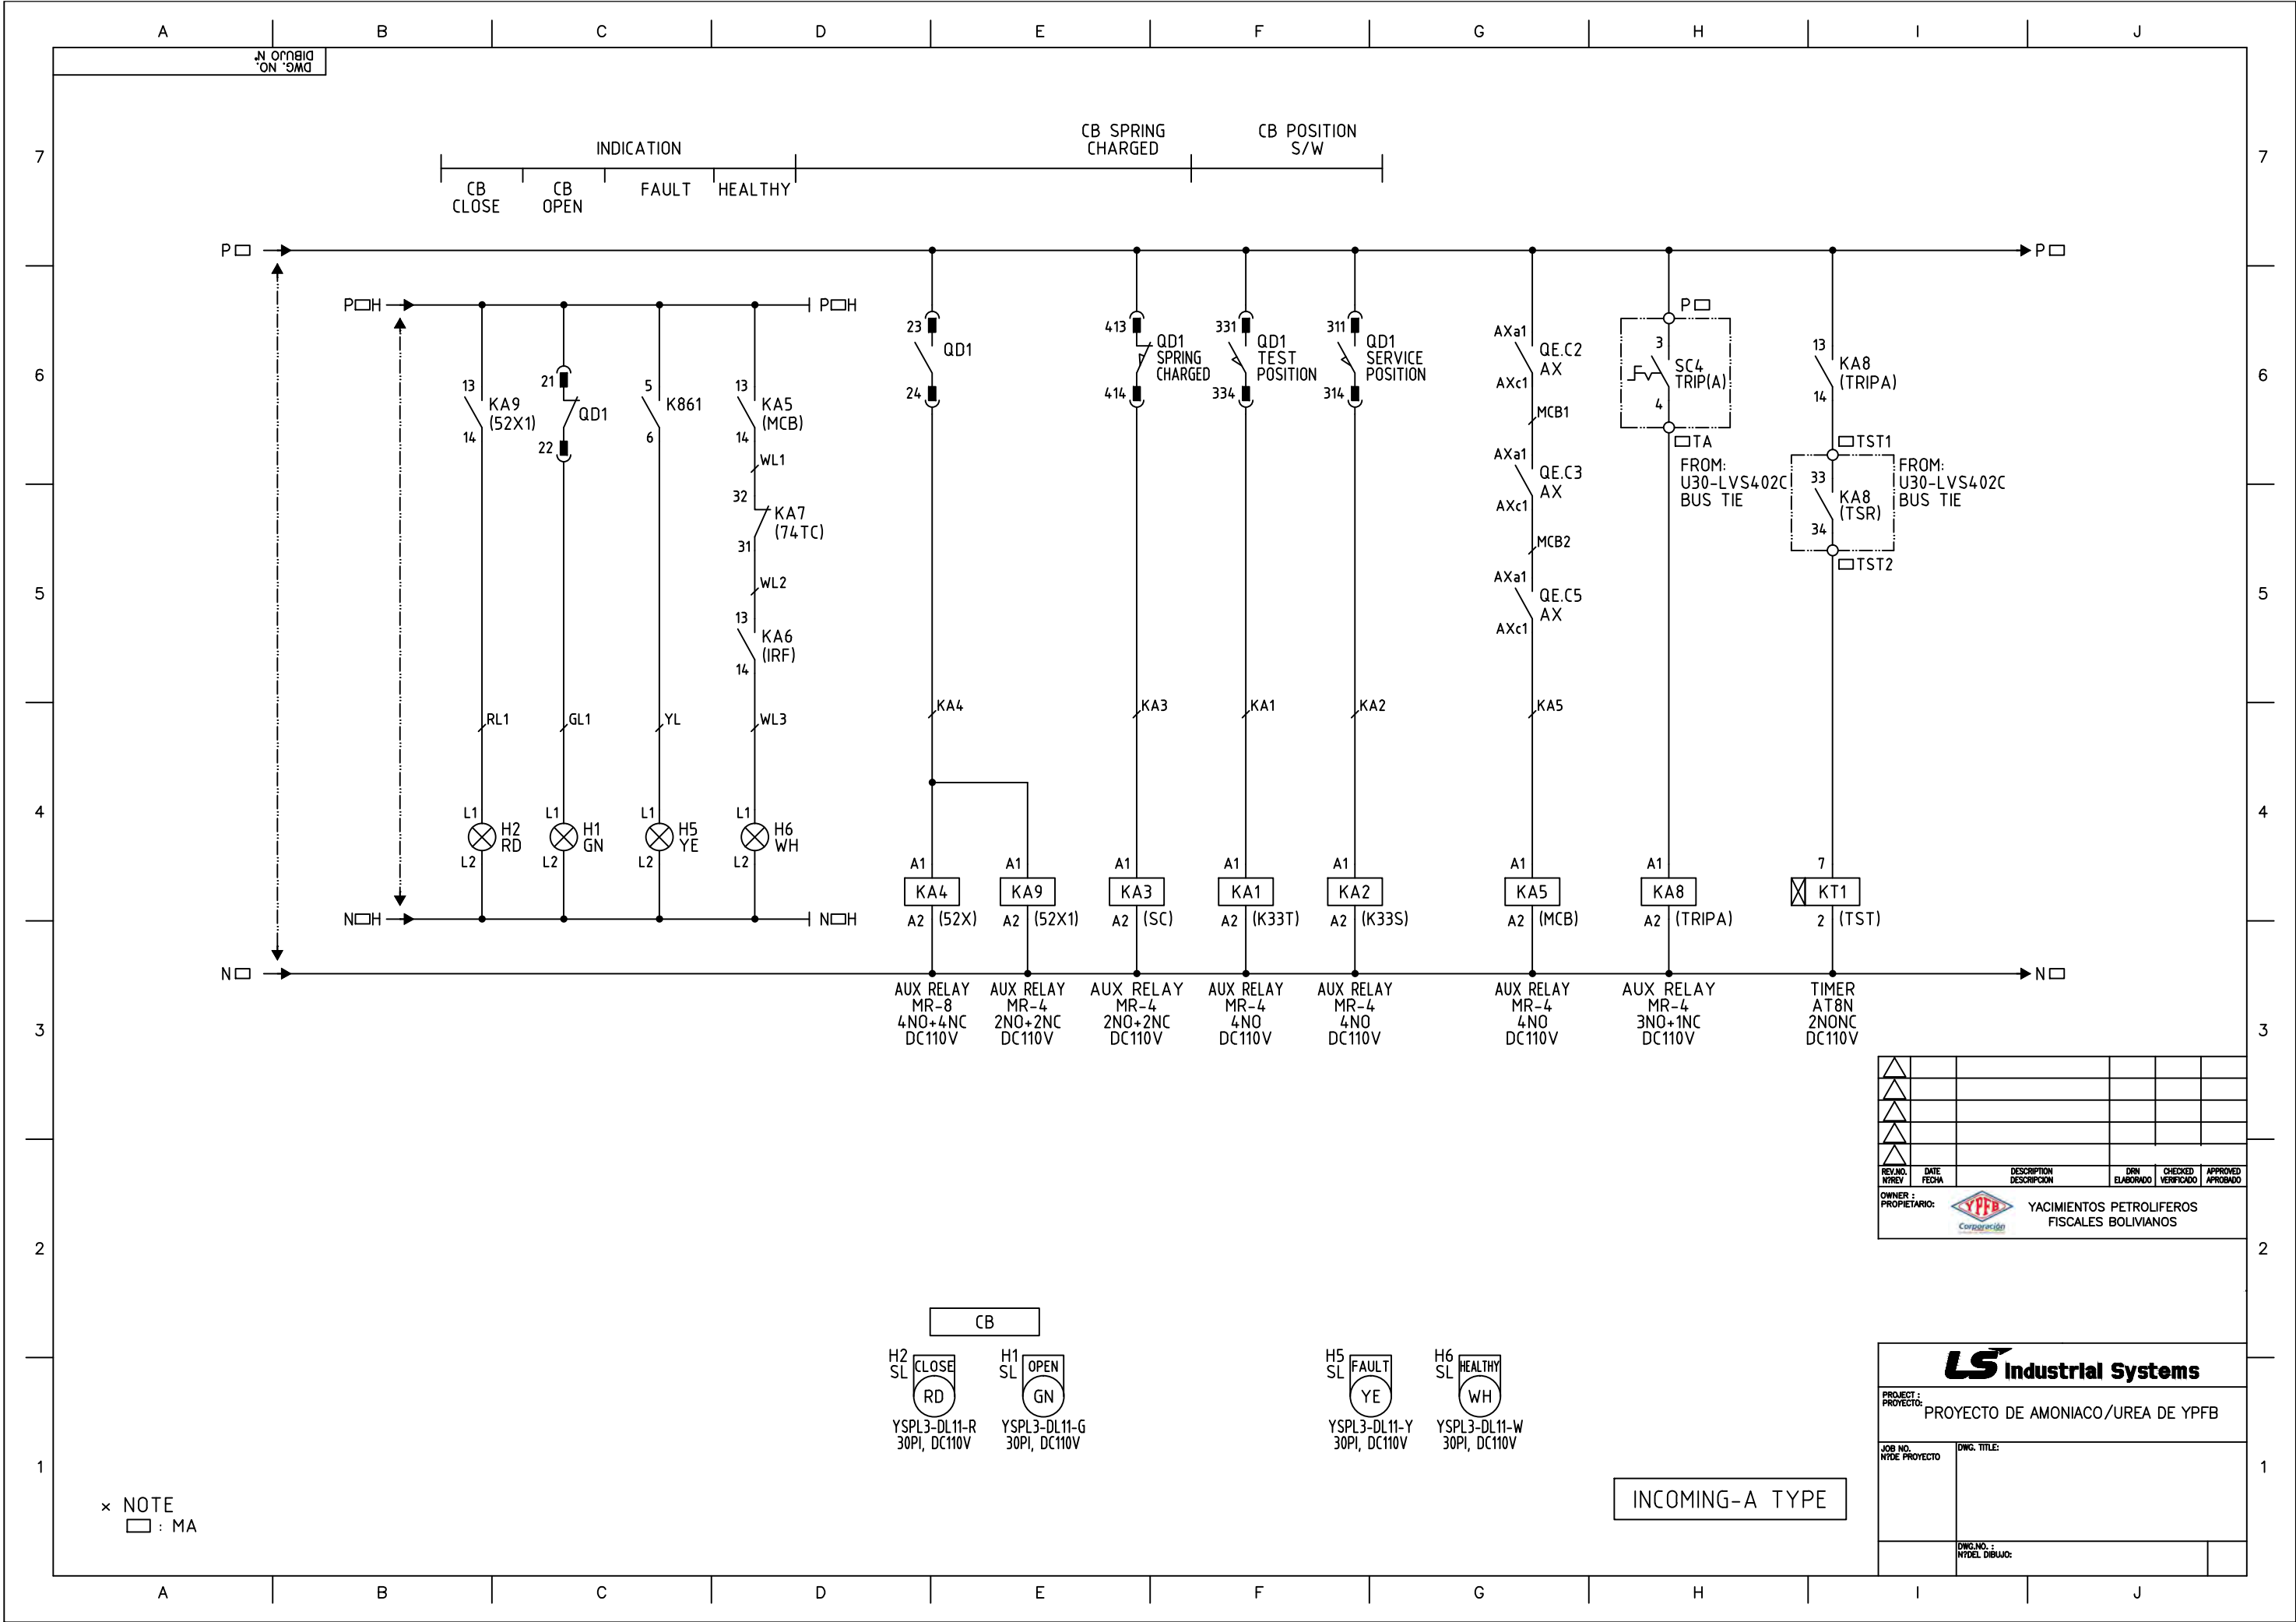 A B C D E F G H I J
DIBUJO N°
DWG. NO.
7
CB SPRING
CHARGED
CB POSITION
S/W
7
INDICATION
CB
CLOSE
CB
OPEN
FAULT
HEALTHY
P□
P□
P□H
P□H
P□
6
13
KA9
(52X1)
14
21
QD1
22
5
K861
6
13
KA5
(MCB)
14
WL1
32
KA7
(74TC)
31
WL2
13
KA6
(IRF)
14
23
QD1
24
413
QD1
SPRING
CHARGED
414
331
QD1
TEST
POSITION
334
311
QD1
SERVICE
POSITION
314
AXa1
QE.C2
AX
AXc1
MCB1
AXa1
QE.C3
AX
AXc1
MCB2
AXa1
QE.C5
AX
AXc1
3
SC4
TRIP(A)
4
□TA
FROM:
U30-LVS402C
BUS TIE
13
KA8
(TRIPA)
14
□TST1
33
KA8
(TSR)
34
FROM:
U30-LVS402C
BUS TIE
□TST2
6
5
5
RL1
GL1
YL
WL3
KA4
KA3
KA1
KA2
KA5
4
4
L1
H2
RD
L2
L1
H1
GN
L2
L1
H5
YE
L2
L1
H6
WH
L2
A1
KA4
A2 (52X)
A1
KA9
A2 (52X1)
A1
KA3
A2 (SC)
A1
KA1
A2 (K33T)
A1
KA2
A2 (K33S)
A1
KA5
A2 (MCB)
A1
KA8
A2 (TRIPA)
7
KT1
2 (TST)
N□H
N□H
N□
N□
3
AUX RELAY
MR-8
4NO+4NC
DC110V
AUX RELAY
MR-4
2NO+2NC
DC110V
AUX RELAY
MR-4
2NO+2NC
DC110V
AUX RELAY
MR-4
4NO
DC110V
AUX RELAY
MR-4
4NO
DC110V
AUX RELAY
MR-4
4NO
DC110V
AUX RELAY
MR-4
3NO+1NC
DC110V
TIMER
AT8N
2NONC
DC110V
3
REV.NO.
N?REV
DATE
FECHA
DESCRIPTION
DESCRIPCION
DRN
ELABORADO
CHECKED
VERIFICADO
APPROVED
APROBADO
OWNER :
PROPIETARIO:
YPFB
Corporación
YACIMIENTOS PETROLIFEROS
FISCALES BOLIVIANOS
2
2
CB
H2
SL
CLOSE
RD
YSPL3-DL11-R
30PI, DC110V
H1
SL
OPEN
GN
YSPL3-DL11-G
30PI, DC110V
H5
SL
FAULT
YE
YSPL3-DL11-Y
30PI, DC110V
H6
SL
HEALTHY
WH
YSPL3-DL11-W
30PI, DC110V
LS Industrial Systems
PROJECT :
PROYECTO:
PROYECTO DE AMONIACO/UREA DE YPFB
JOB NO.
N?DE PROYECTO
DWG. TITLE:
DWG.NO. :
N?DEL DIBUJO:
1
1
× NOTE
□ : MA
INCOMING-A TYPE
A B C D E F G H I J